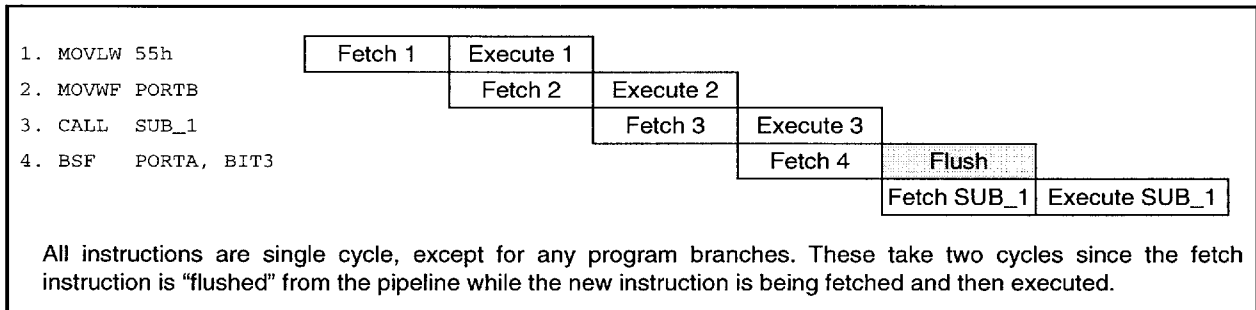 1. MOVLW 55h Fetch 1 Execute 1
2. MOVWF PORTB Fetch 2 Execute 2
3. CALL SUB_1 Fetch 3 Execute 3
4. BSF PORTA, BIT3 Fetch 4 Flush
Fetch SUB_1 Execute SUB_1
All instructions are single cycle, except for any program branches. These take two cycles since the fetch
instruction is “flushed” from the pipeline while the new instruction is being fetched and then executed.